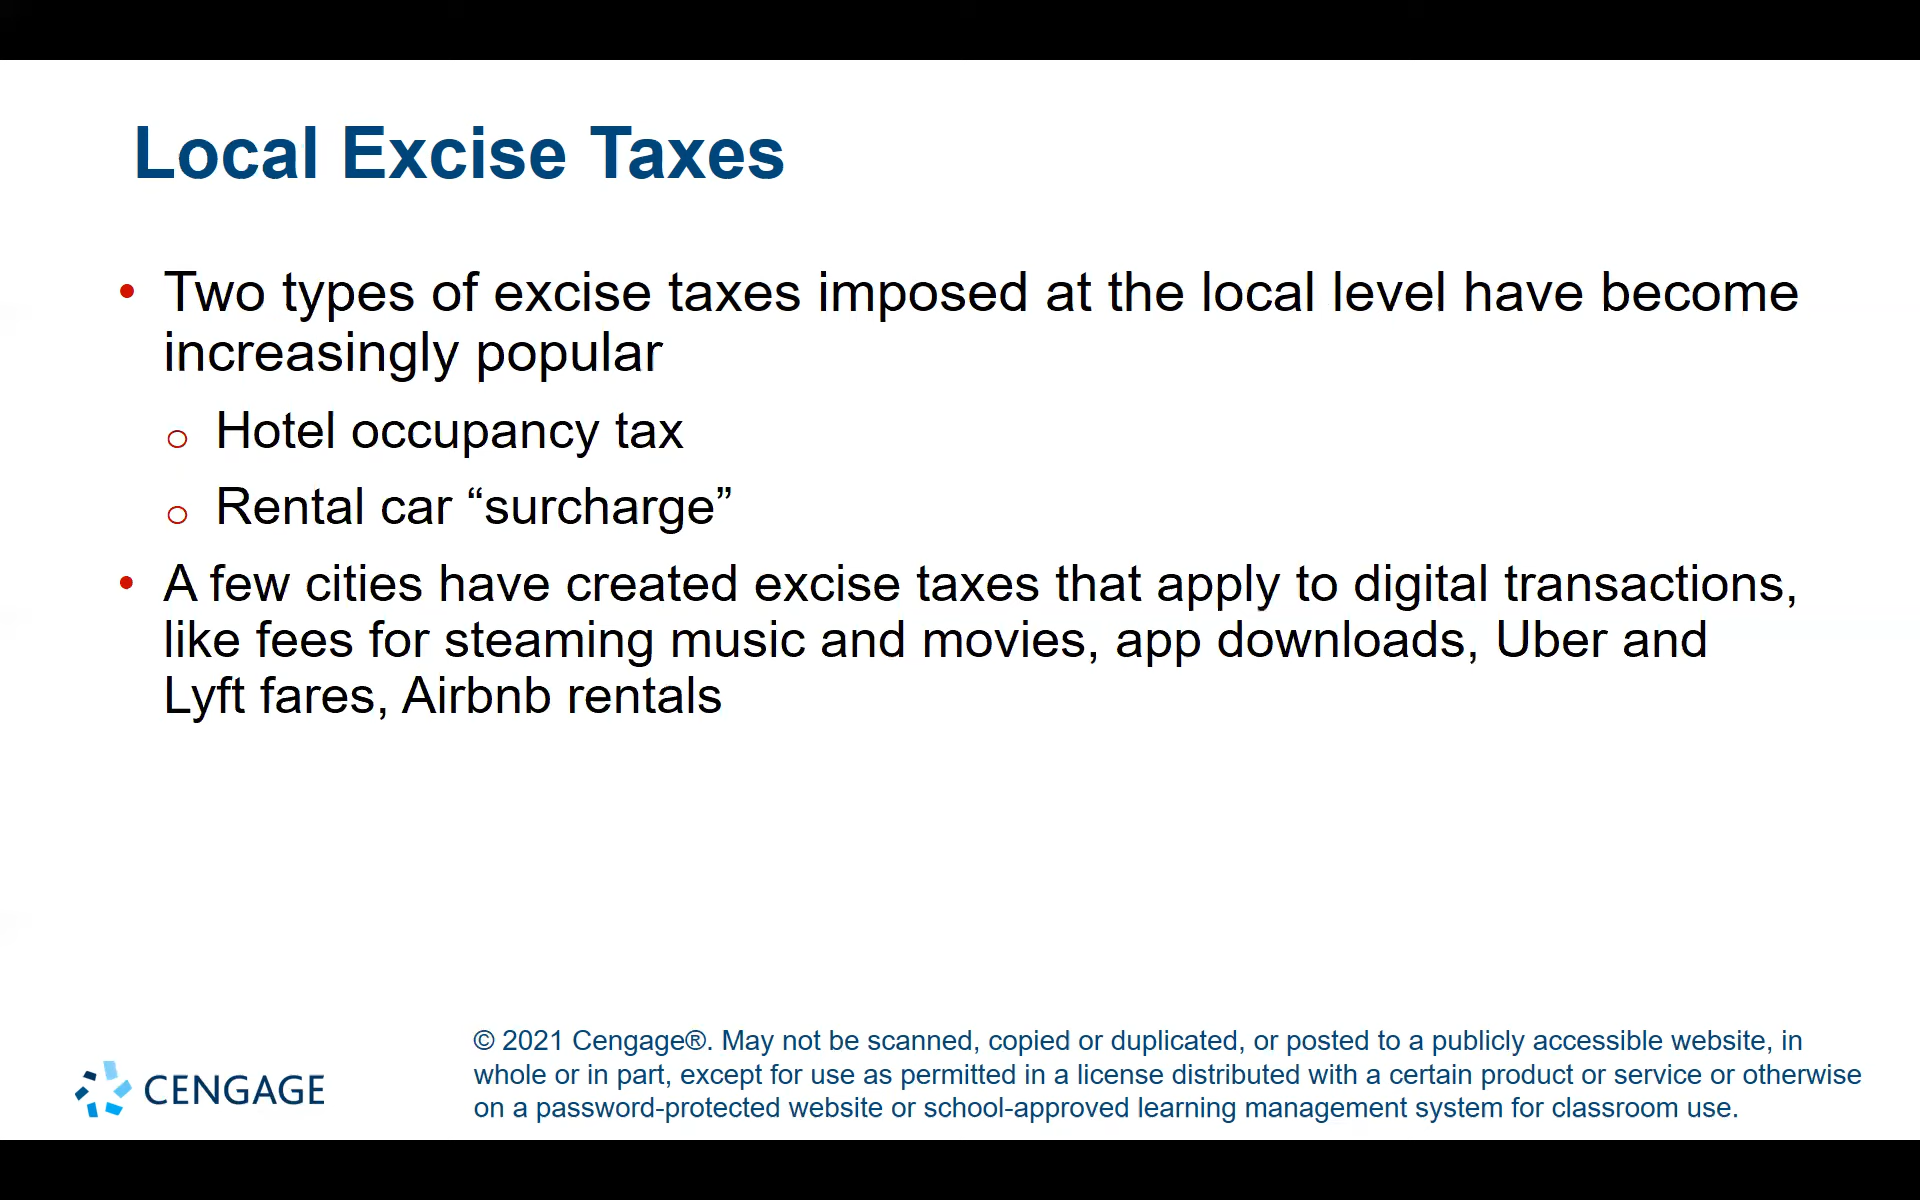 Local Excise Taxes
• Two types of excise taxes imposed at the local level have become
increasingly popular
o Hotel occupancy tax
o Rental car “surcharge”
• A few cities have created excise taxes that apply to digital transactions,
like fees for steaming music and movies, app downloads, Uber and
Lyft fares, Airbnb rentals
© 2021 Cengage®. May not be scanned, copied or duplicated, or posted to a publicly accessible website, in
whole or in part, except for use as permitted in a license distributed with a certain product or service or otherwise
on a password-protected website or school-approved learning management system for classroom use.
CENGAGE